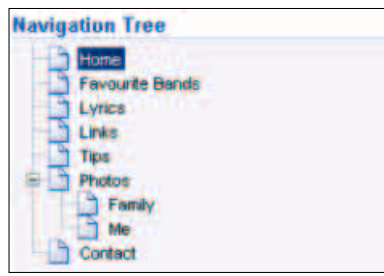 Navigation Tree
Home
Favourite Bands
Lyrics
Links
Tips
Photos
Family
Me
Contact